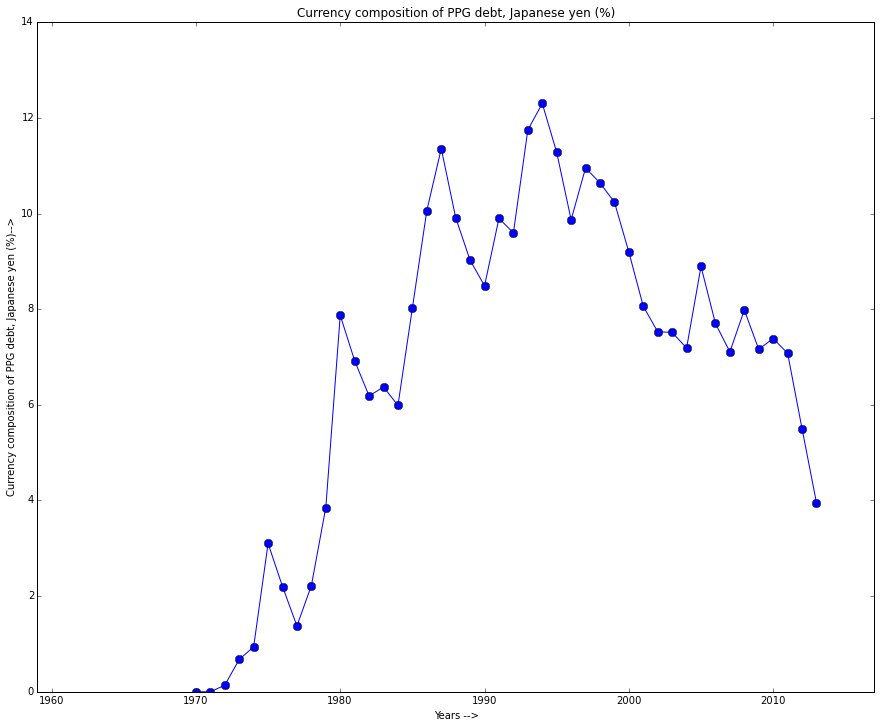 Currency composition of PPG debt, Japanese yen (%)
14
12
10
8
6
4
2
0
Currency composition of PPG debt, Japanese yen (%)-->
1960 1970 1980 1990 2000 2010
Years -->